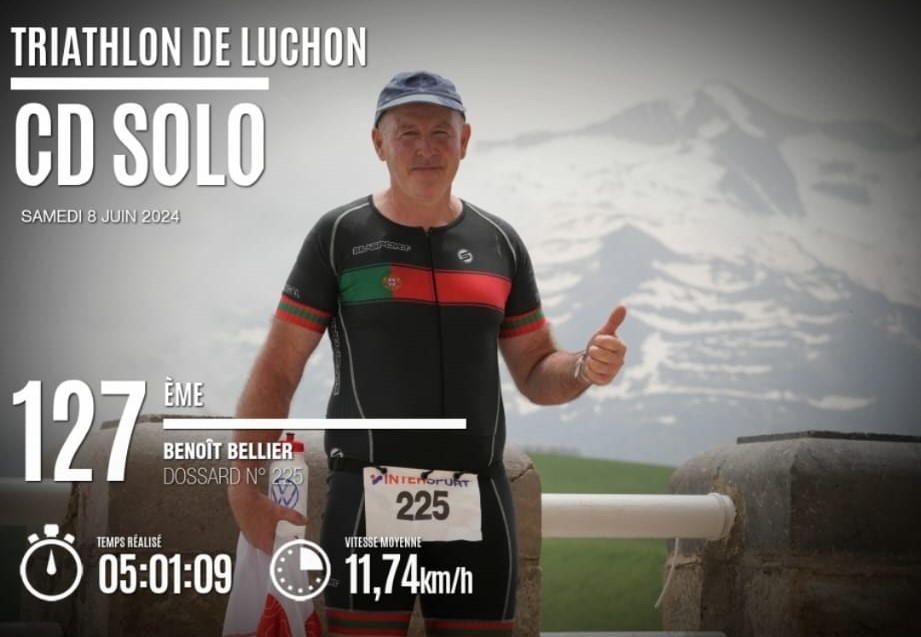 TRIATHLON DE LUCHON
CD SOLO
SAMEDI 8 JUIN 2024
127
ÈME
BENOÎT BELLIER
DOSSARD N° 225
INTERSPORT
225
TEMPS RÉALISÉ
05:01:09
VITESSE MOYENNE
11,74km/h